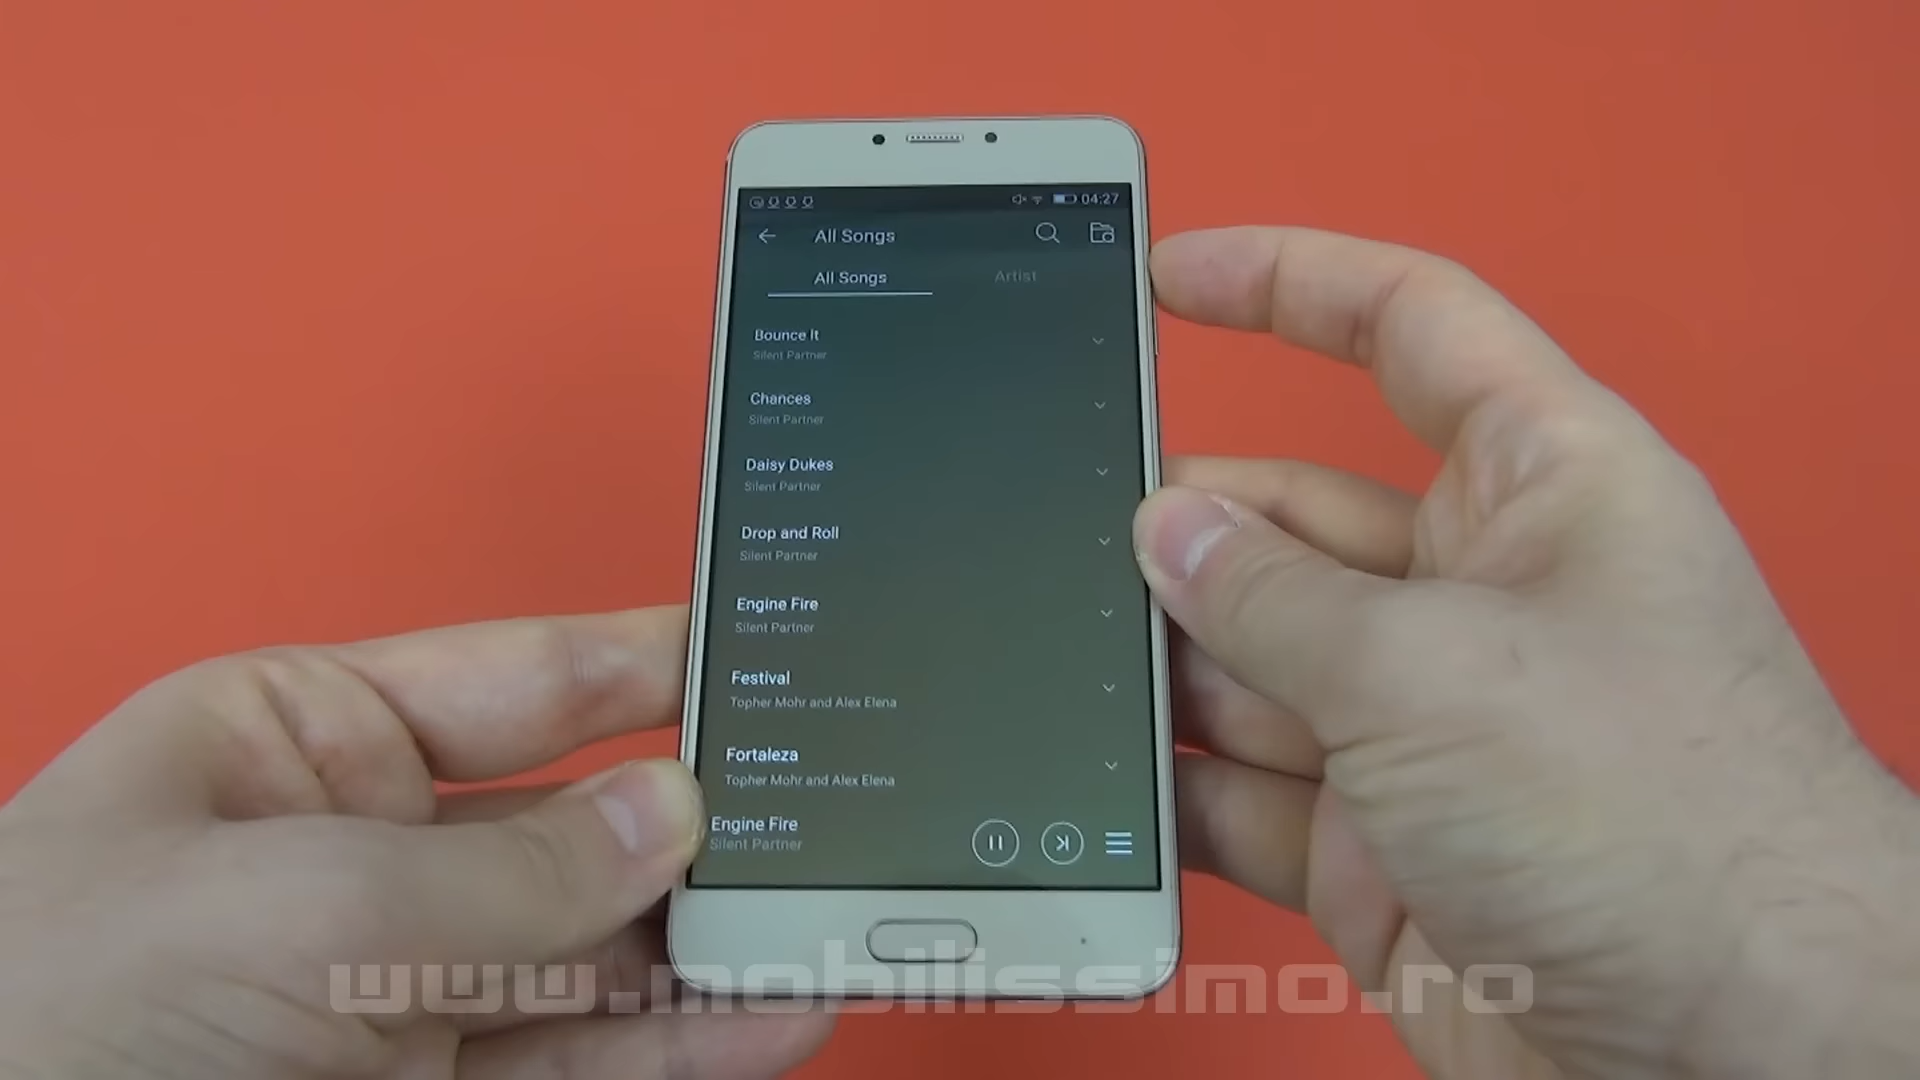 04:27
All Songs
All Songs
Artist
Bounce It
Silent Partner
Chances
Silent Partner
Daisy Dukes
Silent Partner
Drop and Roll
Silent Partner
Engine Fire
Silent Partner
Festival
Topher Mohr and Alex Elena
Fortaleza
Topher Mohr and Alex Elena
Engine Fire
Silent Partner
www.mobilissimo.ro